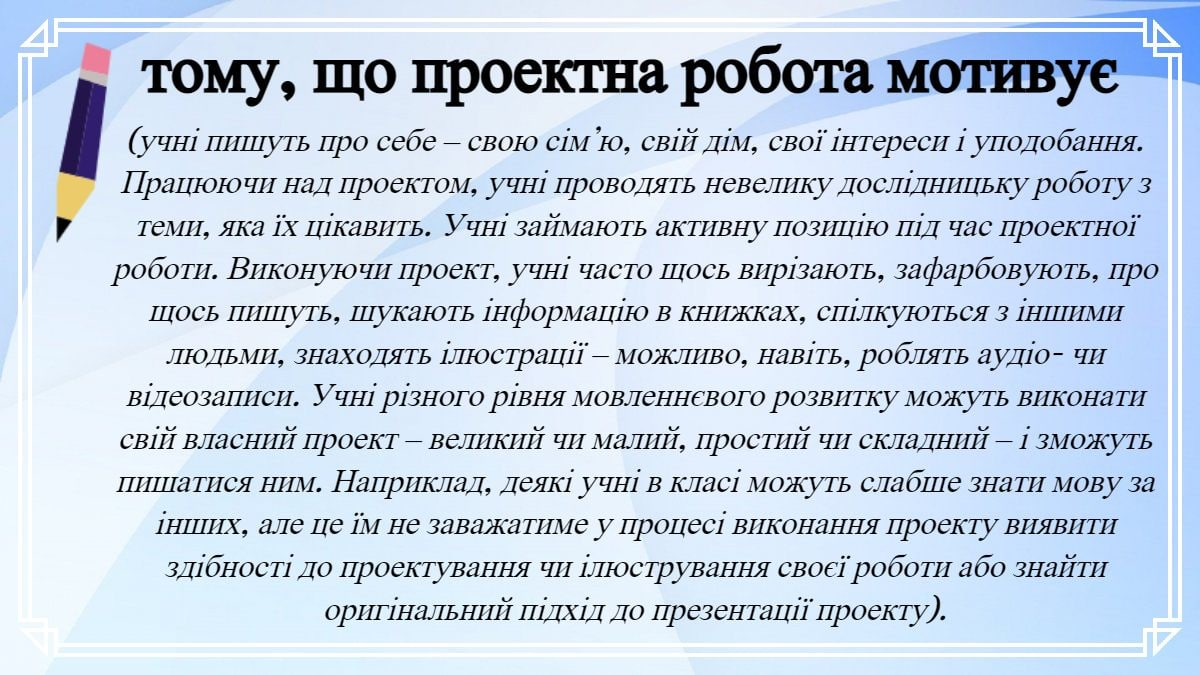 тому, що проектна робота мотивує
(учні пишуть про себе – свою сім’ю, свій дім, свої інтереси і уподобання.
Працюючи над проектом, учні проводять невелику дослідницьку роботу з
теми, яка їх цікавить. Учні займають активну позицію під час проектної
роботи. Виконуючи проект, учні часто щось вирізають, зафарбовують, про
щось пишуть, шукають інформацію в книжках, спілкуються з іншими
людьми, знаходять ілюстрації – можливо, навіть, роблять аудіо- чи
відеозаписи. Учні різного рівня мовленнєвого розвитку можуть виконати
свій власний проект – великий чи малий, простий чи складний – і зможуть
пишатися ним. Наприклад, деякі учні в класі можуть слабше знати мову за
інших, але це їм не заважатиме у процесі виконання проекту виявити
здібності до проектування чи ілюстрування своєї роботи або знайти
оригінальний підхід до презентації проекту).